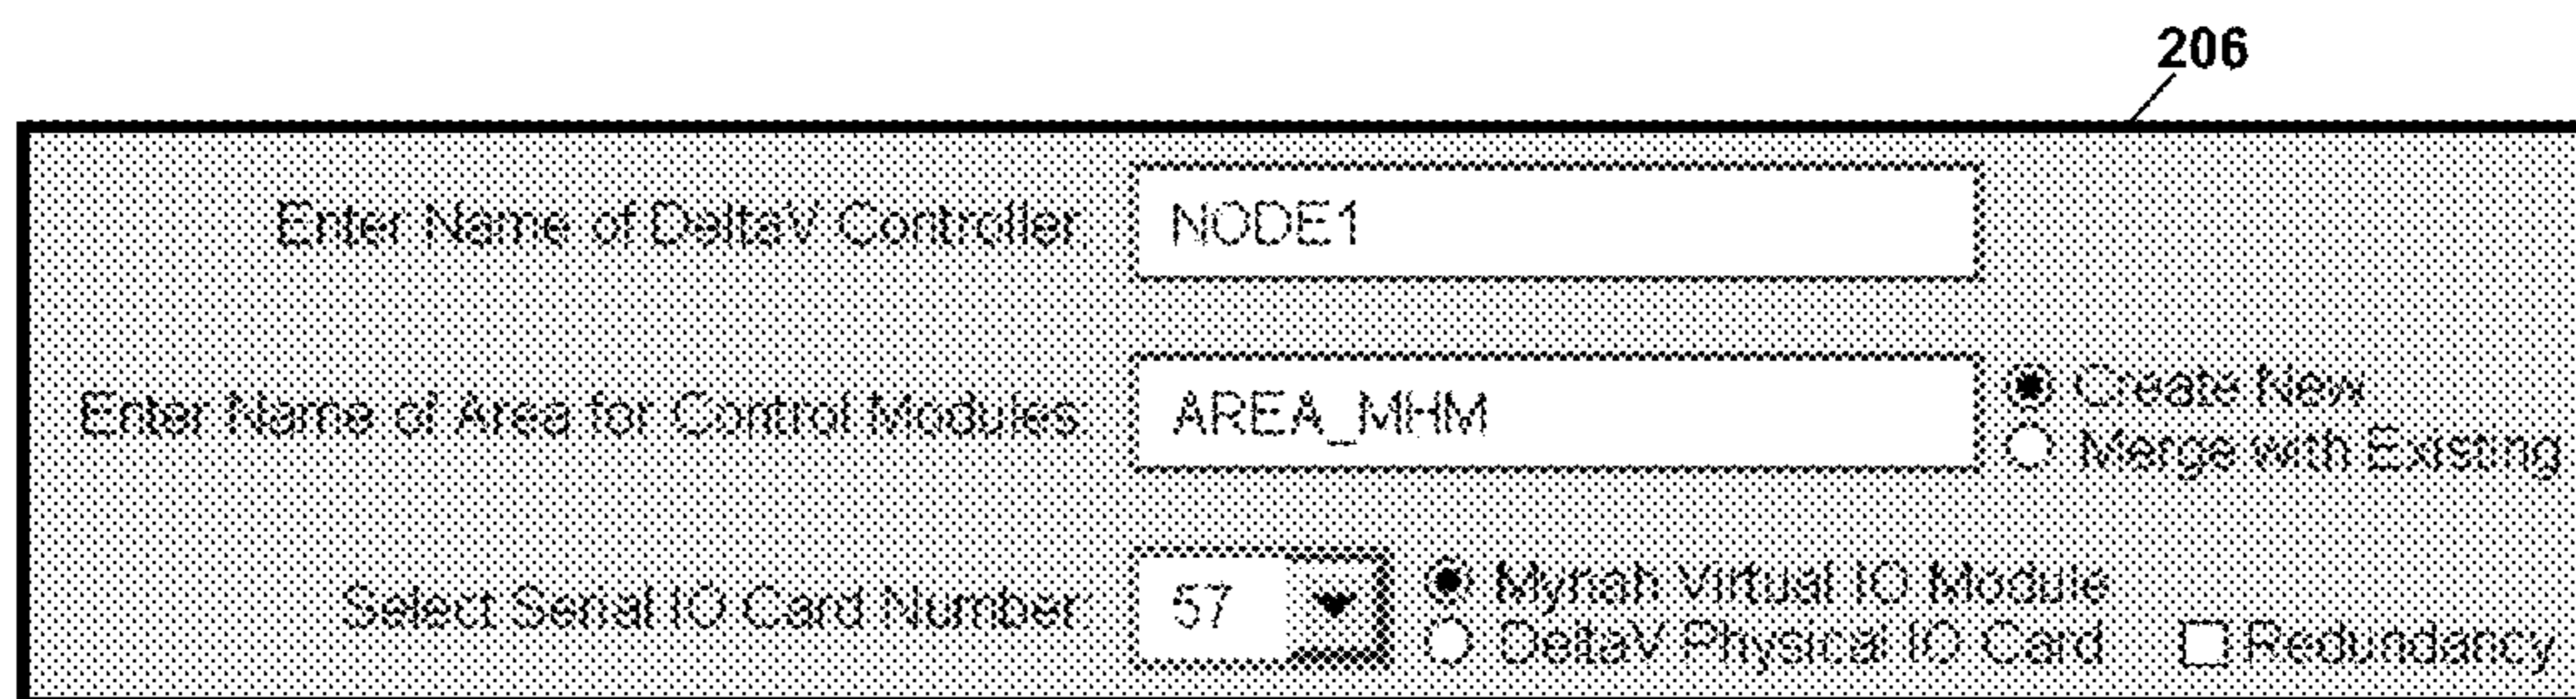 206
Enter Name of DeltaV Controller: NODE1
Enter Name of Area for Control Modules: AREA_MHM
Create New
Merge with Existing
Select Serial IO Card Number: 57
Mynah Virtual IO Module
DeltaV Physical IO Card Redundancy